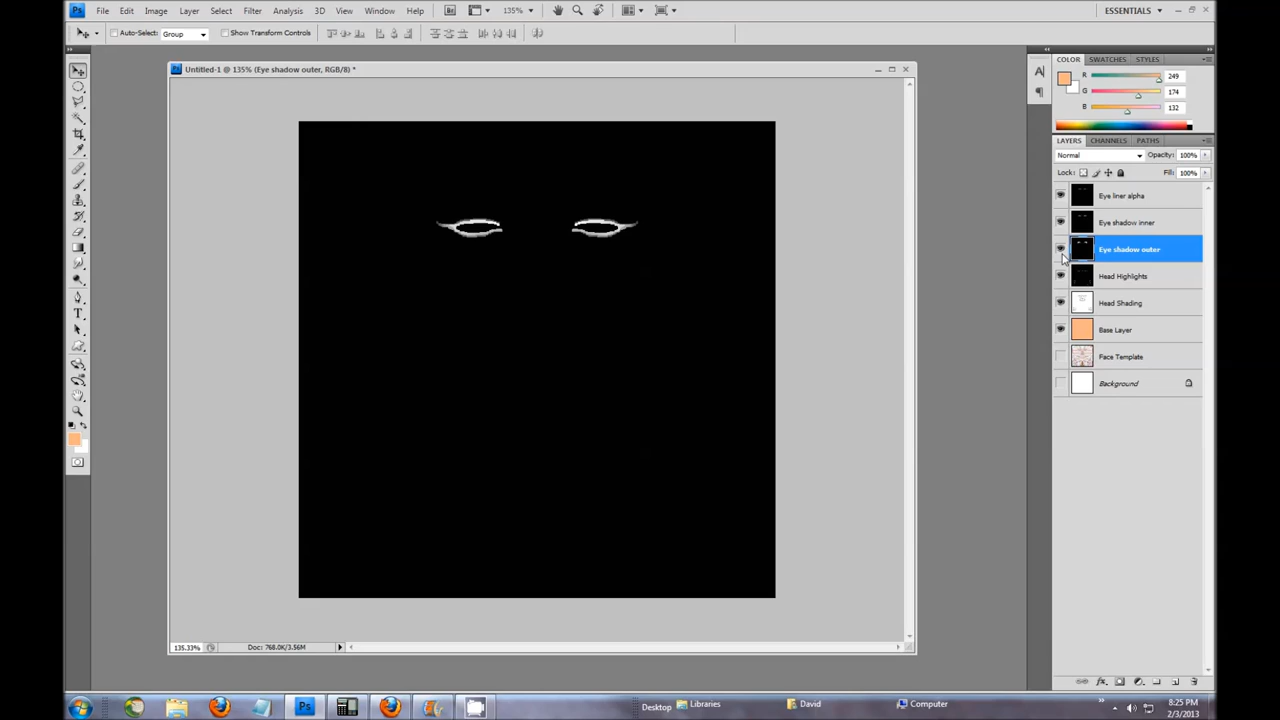 Ps File Edit Image Layer Select Filter Analysis 3D View Window Help Br 135% ESSENTIALS
Auto-Select: Group Show Transform Controls
Untitled-1 @ 135% (Eye shadow outer, RGB/8) *
COLOR SWATCHES STYLES
R 249
G 174
B 132
LAYERS CHANNELS PATHS
Normal Opacity: 100%
Lock: Fill: 100%
Eye liner alpha
Eye shadow inner
Eye shadow outer
Head Highlights
Head Shading
Base Layer
Face Template
Background
135.33% Doc: 768.0K/3.56M
Ps Desktop Libraries David Computer 8:25 PM
2/3/2013